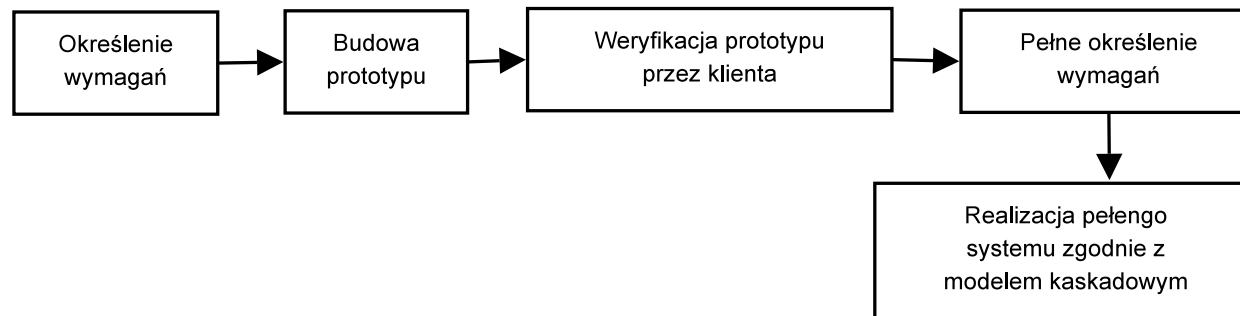 Określenie
wymagań
Budowa
prototypu
Weryfikacja prototypu
przez klienta
Pełne określenie
wymagań
Realizacja pełengo
systemu zgodnie z
modelem kaskadowym